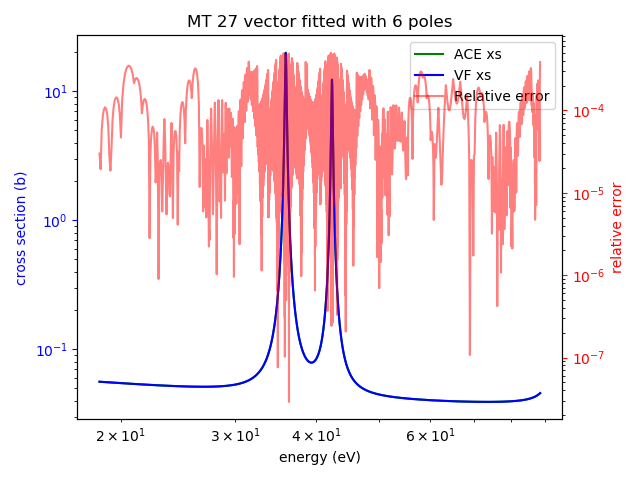 MT 27 vector fitted with 6 poles
ACE xs
VF xs
Relative error
cross section (b)
10¹
10⁰
10⁻¹
10⁻⁴
10⁻⁵
10⁻⁶
10⁻⁷
relative error
2 × 10¹ 3 × 10¹ 4 × 10¹ 6 × 10¹
energy (eV)